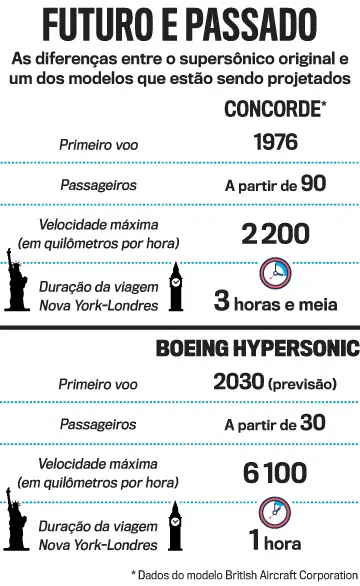 FUTURO E PASSADO
As diferenças entre o supersônico original e
um dos modelos que estão sendo projetados
CONCORDE*
Primeiro voo 1976
Passageiros A partir de 90
Velocidade máxima
(em quilômetros por hora) 2 200
Duração da viagem
Nova York-Londres 3 horas e meia
BOEING HYPERSONIC
Primeiro voo 2030 (previsão)
Passageiros A partir de 30
Velocidade máxima
(em quilômetros por hora) 6 100
Duração da viagem
Nova York-Londres 1 hora
* Dados do modelo British Aircraft Corporation